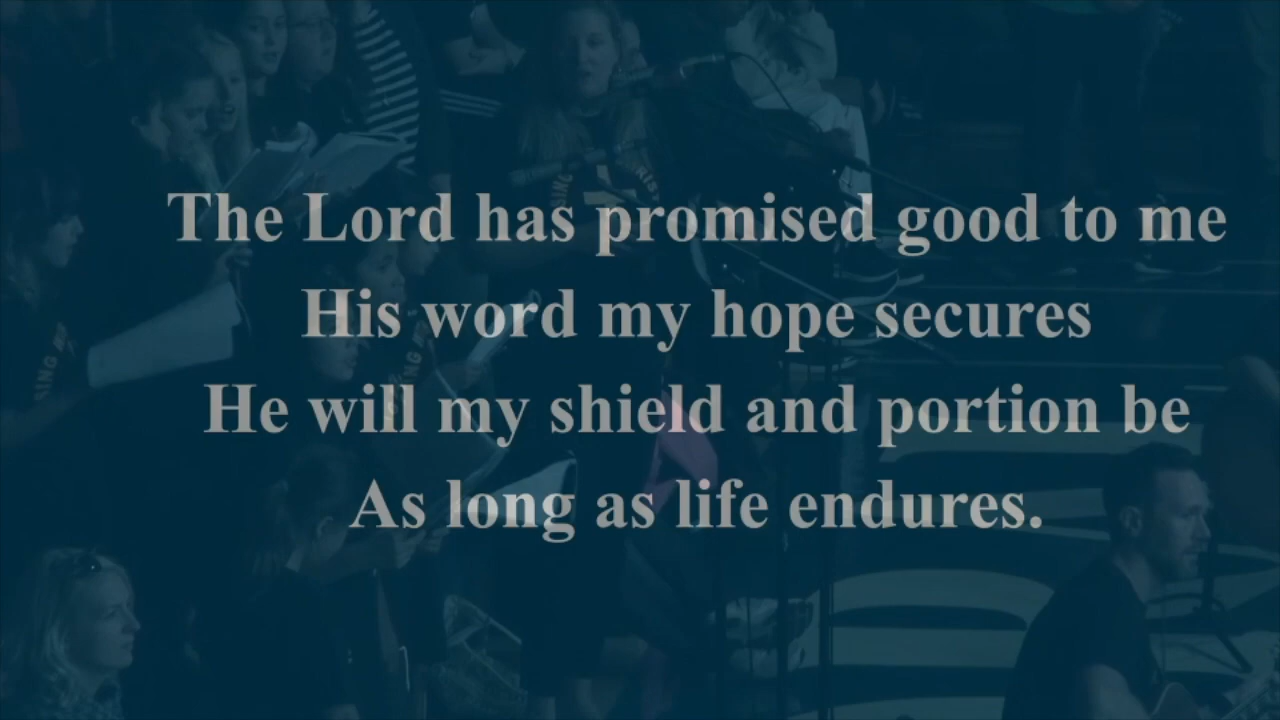 The Lord has promised good to me
His word my hope secures
He will my shield and portion be
As long as life endures.